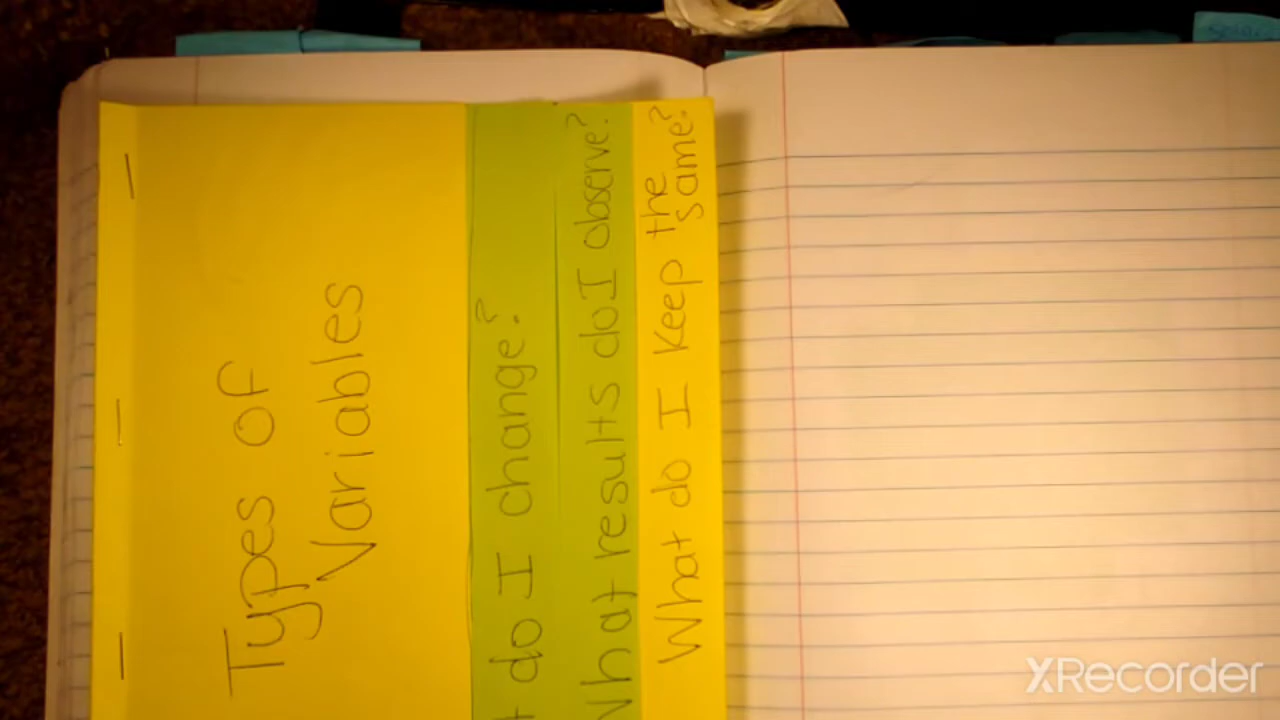 Types of
Variables
do I change?
What results do I observe?
What do I keep the
same?
XRecorder